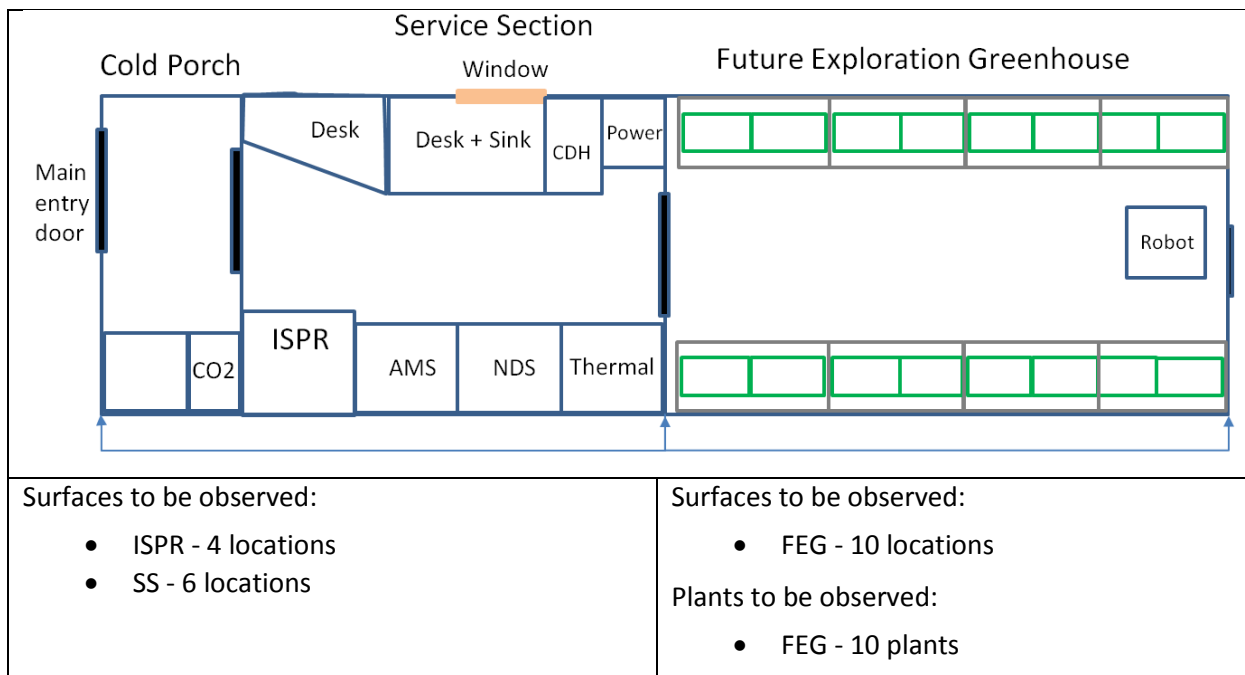 Service Section
Cold Porch
Window
Future Exploration Greenhouse
Desk
Desk + Sink
CDH
Power
Main
entry
door
Robot
ISPR
CO2
AMS
NDS
Thermal
Surfaces to be observed:
• ISPR - 4 locations
• SS - 6 locations
Surfaces to be observed:
• FEG - 10 locations
Plants to be observed:
• FEG - 10 plants